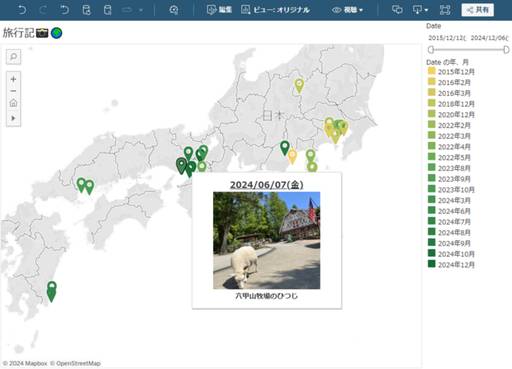 編集
ビュー: オリジナル
視聴
共有
旅行記
Date
2015/12/12(
2024/12/06(
Date の年、月
2015年12月
2016年2月
2016年3月
2018年12月
2020年12月
2022年2月
2022年3月
2022年4月
2022年5月
2023年8月
2023年9月
2023年10月
2024年3月
2024年6月
2024年7月
2024年8月
2024年9月
2024年10月
2024年12月
日本
2024/06/07(金)
六甲山牧場のひつじ
© 2024 Mapbox © OpenStreetMap